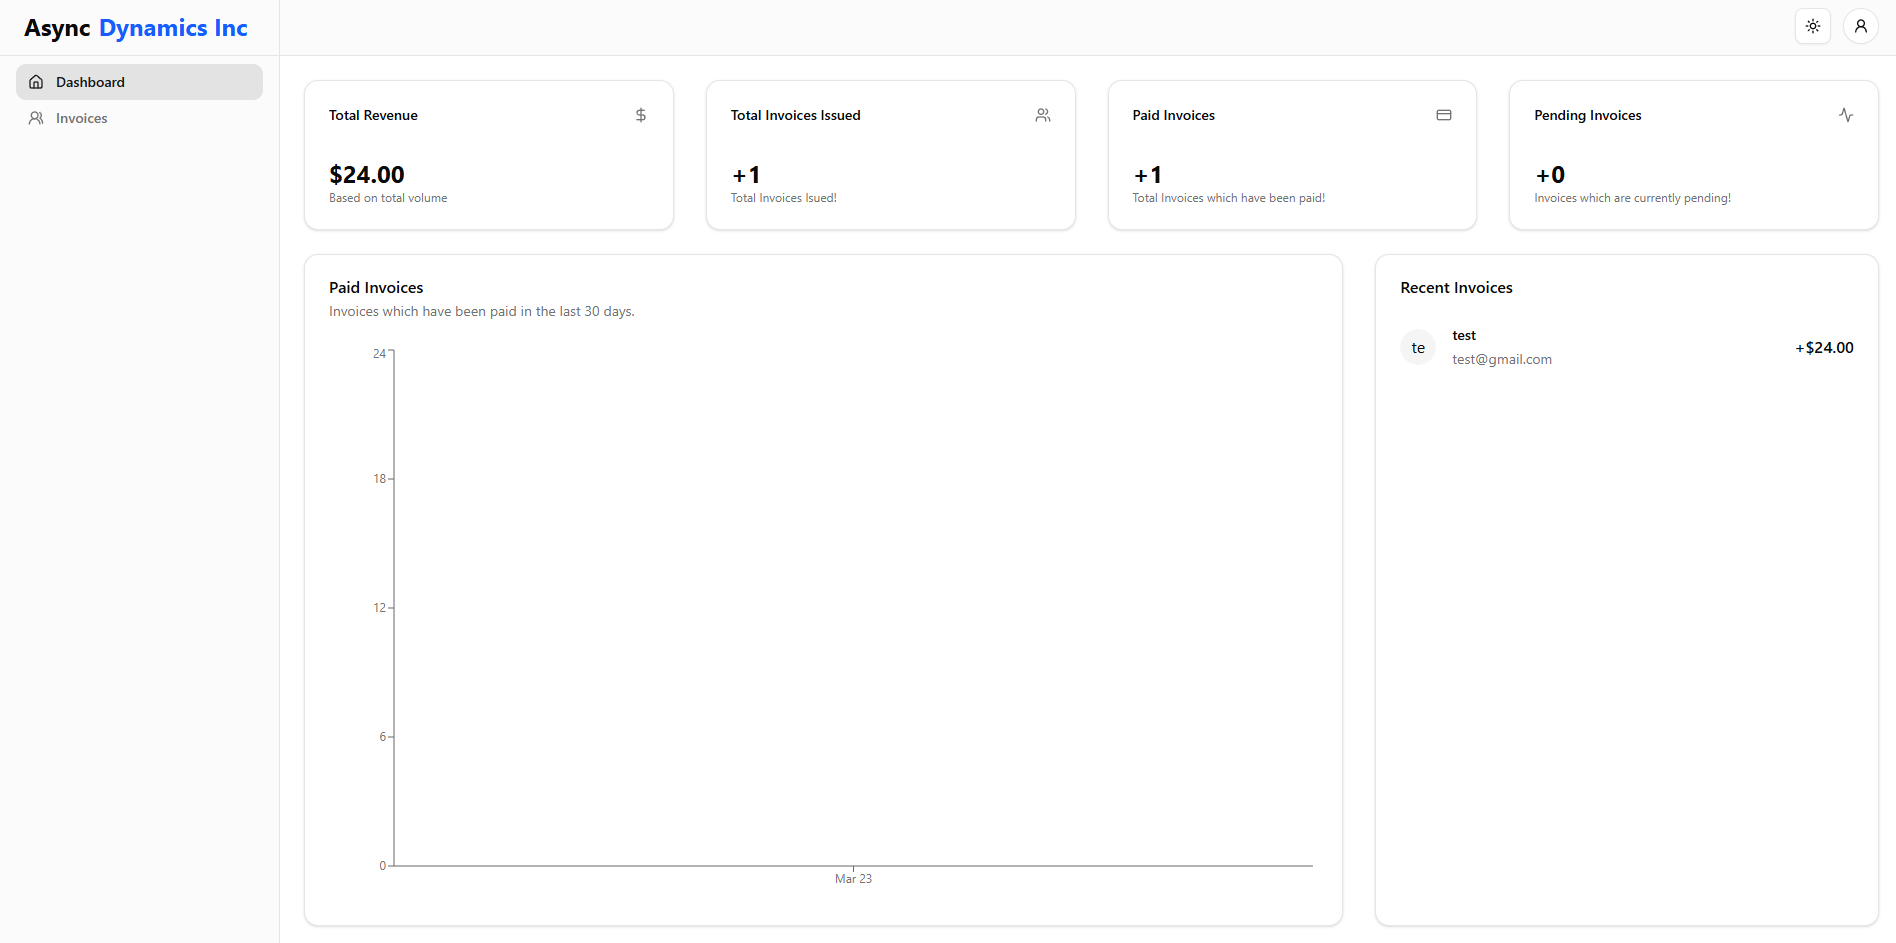 Async Dynamics Inc
Dashboard
Invoices
Total Revenue
$24.00
Based on total volume
Total Invoices Issued
+1
Total Invoices Isued!
Paid Invoices
+1
Total Invoices which have been paid!
Pending Invoices
+0
Invoices which are currently pending!
Paid Invoices
Invoices which have been paid in the last 30 days.
24
18
12
6
0
Mar 23
Recent Invoices
te
test
test@gmail.com
+$24.00